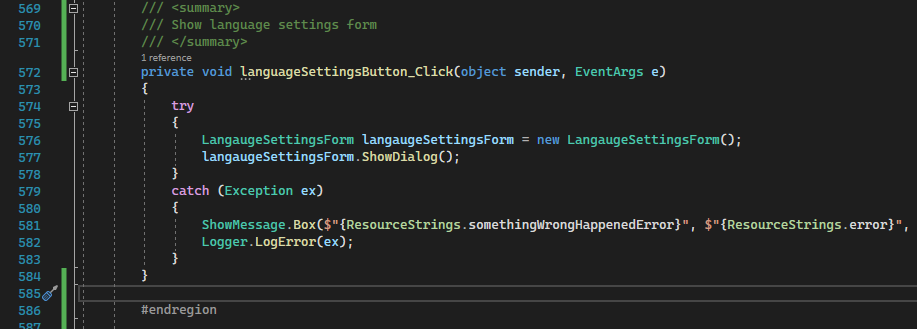 569 /// <summary>
570 /// Show language settings form
571 /// </summary>
1 reference
572 private void languageSettingsButton_Click(object sender, EventArgs e)
573 {
574 try
575 {
576 LangaugeSettingsForm langaugeSettingsForm = new LangaugeSettingsForm();
577 langaugeSettingsForm.ShowDialog();
578 }
579 catch (Exception ex)
580 {
581 ShowMessage.Box($"{ResourceStrings.somethingWrongHappenedError}", $"{ResourceStrings.error}",
582 Logger.LogError(ex);
583 }
584 }
585
586 #endregion
587